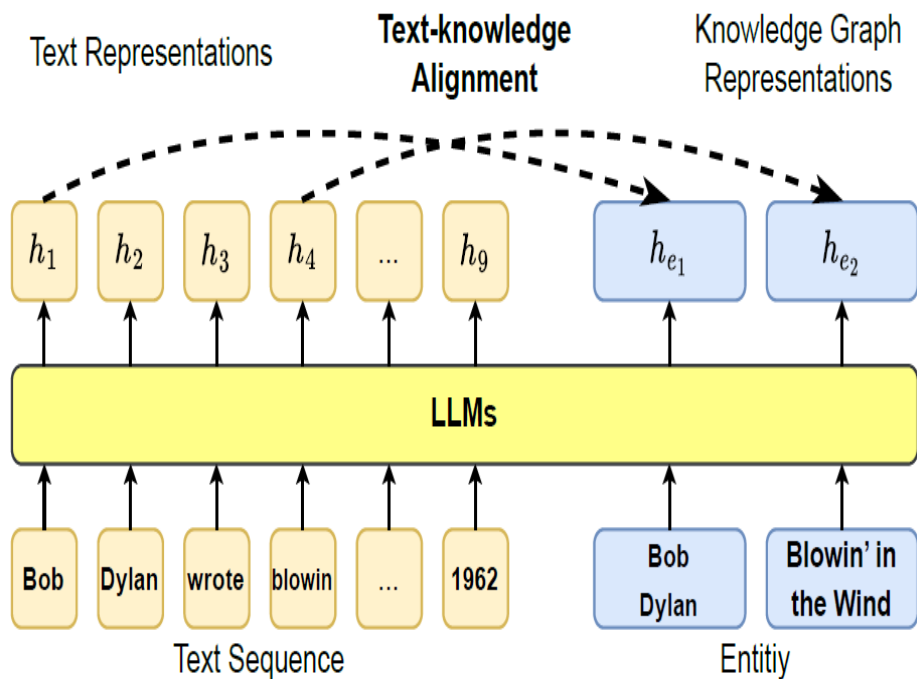 Text Representations
Text-knowledge
Alignment
Knowledge Graph
Representations
h₁ h₂ h₃ h₄ ... h₉ hₑ₁ hₑ₂
LLMs
Bob Dylan wrote blowin ... 1962
Bob
Dylan
Blowin' in
the Wind
Text Sequence
Entitiy